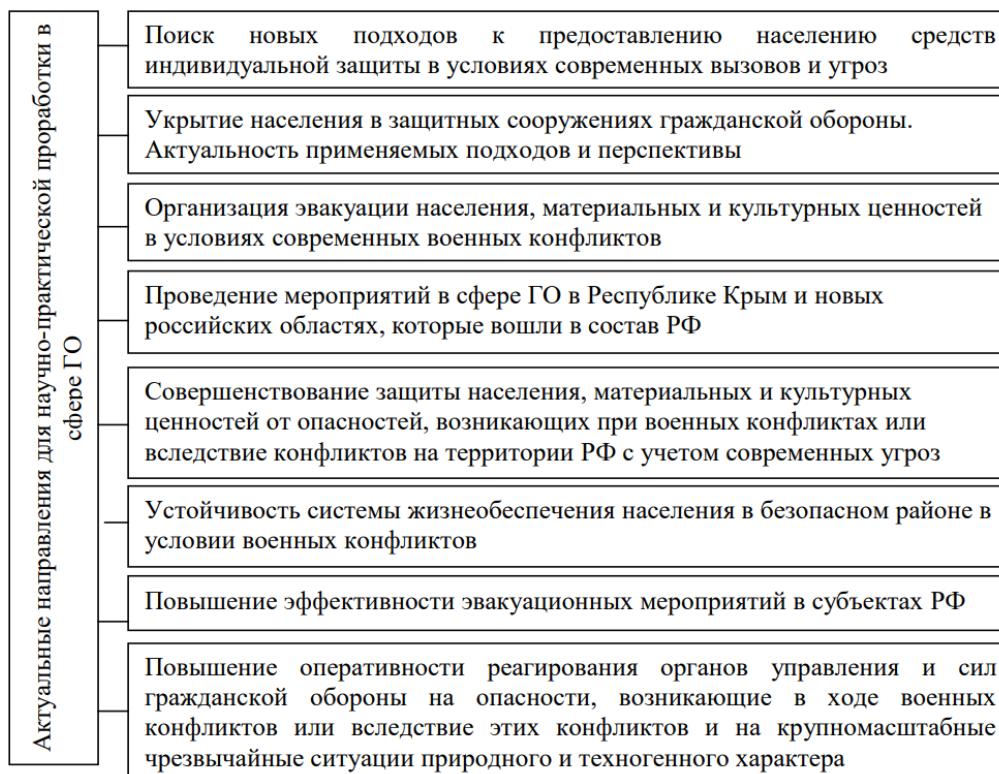 Актуальные направления для научно-практической проработки в
сфере ГО
Поиск новых подходов к предоставлению населению средств
индивидуальной защиты в условиях современных вызовов и угроз
Укрытие населения в защитных сооружениях гражданской обороны.
Актуальность применяемых подходов и перспективы
Организация эвакуации населения, материальных и культурных ценностей
в условиях современных военных конфликтов
Проведение мероприятий в сфере ГО в Республике Крым и новых
российских областях, которые вошли в состав РФ
Совершенствование защиты населения, материальных и культурных
ценностей от опасностей, возникающих при военных конфликтах или
вследствие конфликтов на территории РФ с учетом современных угроз
Устойчивость системы жизнеобеспечения населения в безопасном районе в
условии военных конфликтов
Повышение эффективности эвакуационных мероприятий в субъектах РФ
Повышение оперативности реагирования органов управления и сил
гражданской обороны на опасности, возникающие в ходе военных
конфликтов или вследствие этих конфликтов и на крупномасштабные
чрезвычайные ситуации природного и техногенного характера